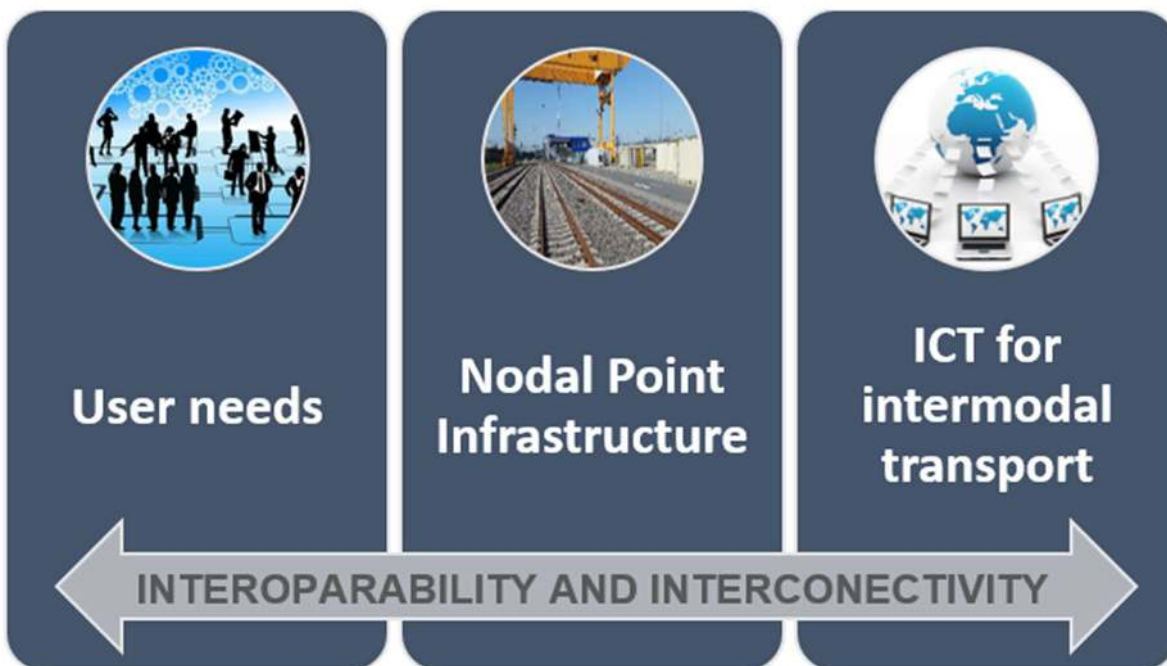 User needs
Nodal Point
Infrastructure
ICT for
intermodal
transport
INTEROPARABILITY AND INTERCONECTIVITY